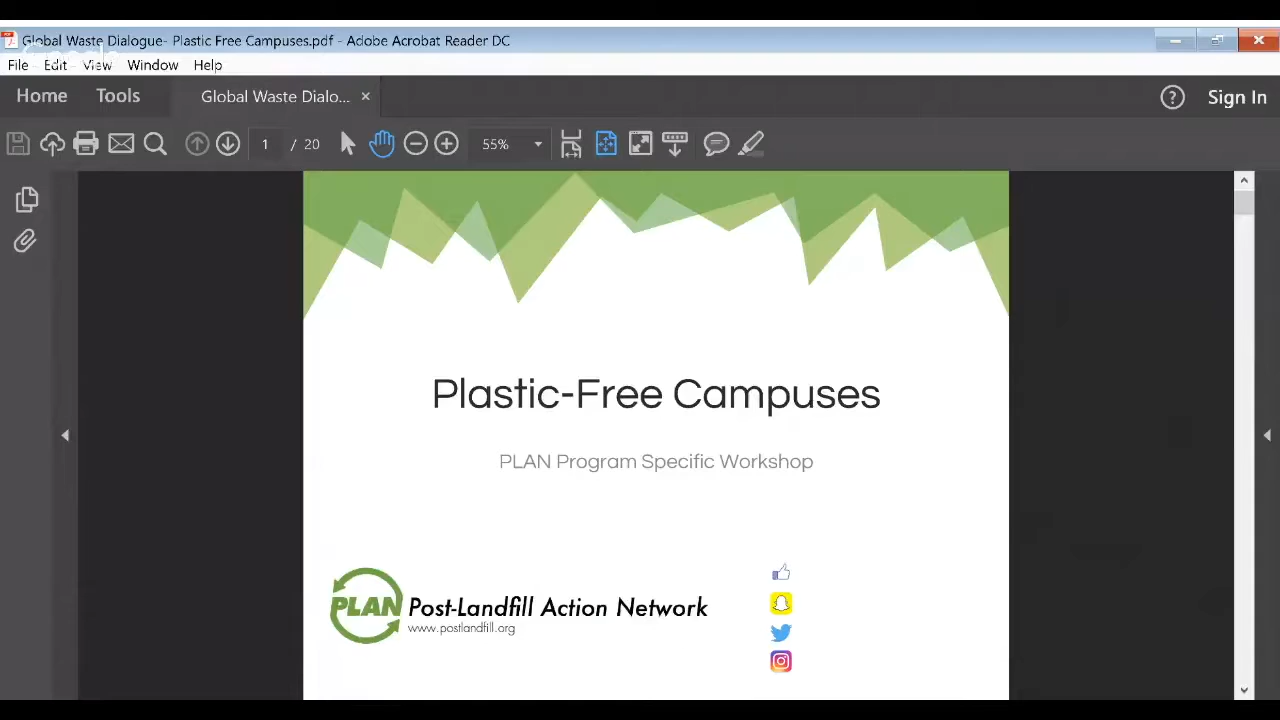 Global Waste Dialogue- Plastic Free Campuses.pdf - Adobe Acrobat Reader DC
Google
File Edit View Window Help
Home Tools Global Waste Dialo... × ? Sign In
1 / 20 55%
Plastic-Free Campuses
PLAN Program Specific Workshop
PLAN Post-Landfill Action Network
www.postlandfill.org